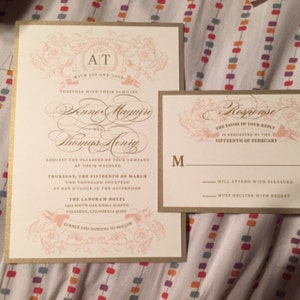 A T
WITH JOY AND LOVE
TOGETHER WITH THEIR FAMILIES
Anne Maguire
and
Thomas
REQUEST THE PLEASURE OF YOUR COMPANY
AT THEIR WEDDING
THURSDAY, THE FIFTEENTH OF MARCH
TWO THOUSAND FOURTEEN
AT O'CLOCK IN THE AFTERNOON
THE LANGHAM HOTEL
PASADENA, CALIFORNIA
DINNER AND DANCING TO FOLLOW
Response
THE FAVOR OF YOUR REPLY
IS REQUESTED BY THE
FIFTEENTH OF FEBRUARY
M
WILL ATTEND WITH PLEASURE
MUST DECLINE WITH REGRET